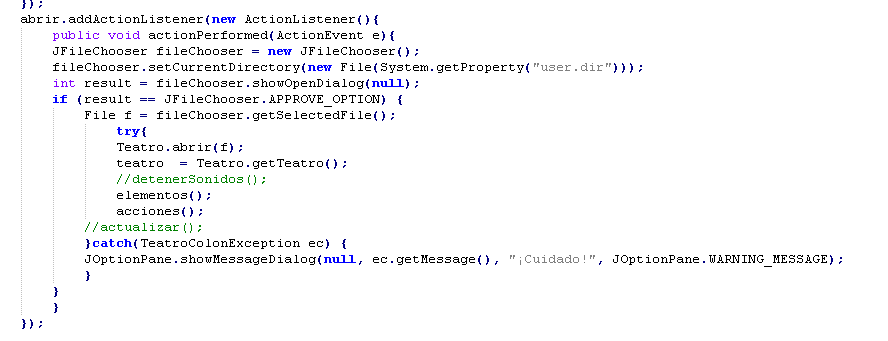 });
abrir.addActionListener(new ActionListener(){
public void actionPerformed(ActionEvent e){
JFileChooser fileChooser = new JFileChooser();
fileChooser.setCurrentDirectory(new File(System.getProperty("user.dir")));
int result = fileChooser.showOpenDialog(null);
if (result == JFileChooser.APPROVE_OPTION) {
File f = fileChooser.getSelectedFile();
try{
Teatro.abrir(f);
teatro  = Teatro.getTeatro();
//detenerSonidos();
elementos();
acciones();
//actualizar();
}catch(TeatroColonException ec) {
JOptionPane.showMessageDialog(null, ec.getMessage(), "¡Cuidado!", JOptionPane.WARNING_MESSAGE);
}
}
}
});